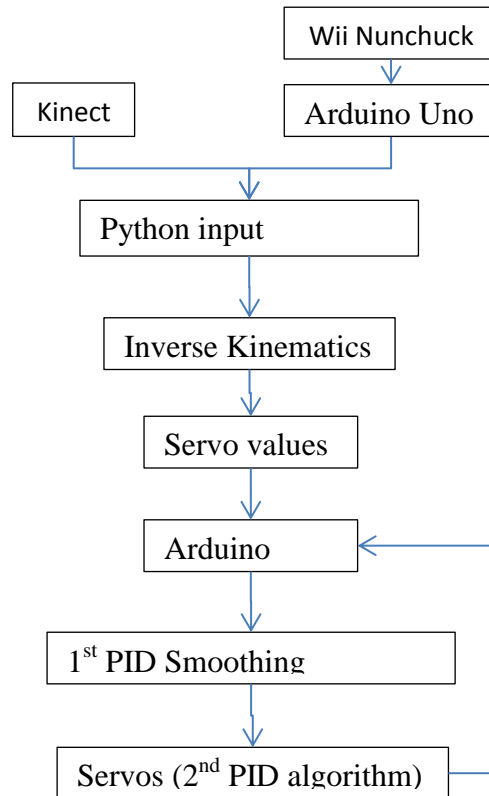 Wii Nunchuck
Kinect
Arduino Uno
Python input
Inverse Kinematics
Servo values
Arduino
1st PID Smoothing
Servos (2nd PID algorithm)